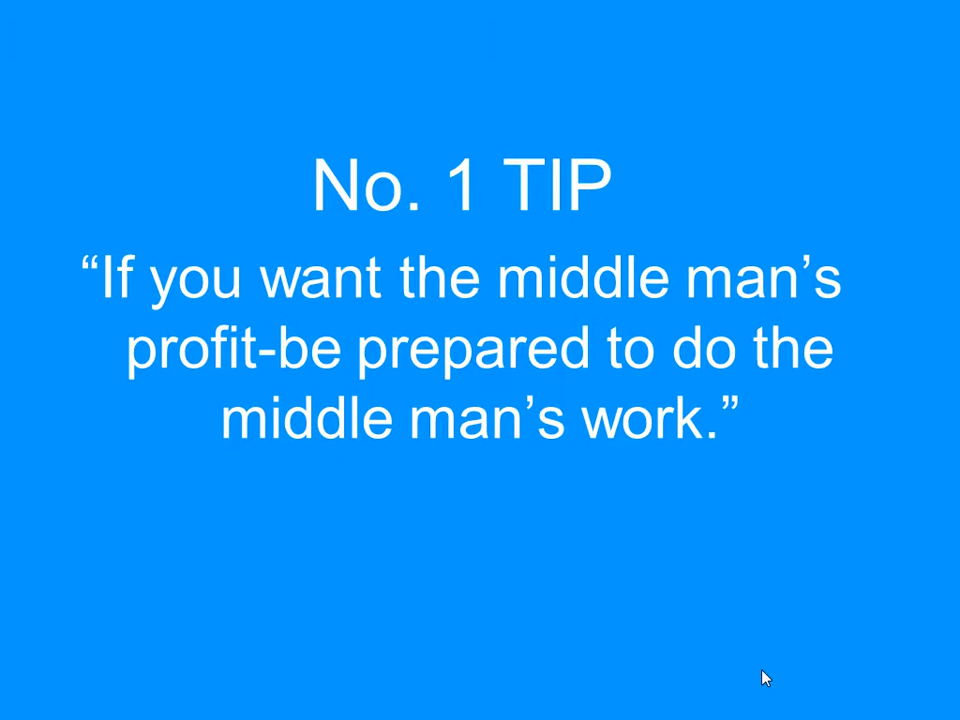 No. 1 TIP
“If you want the middle man’s
profit-be prepared to do the
middle man’s work.”